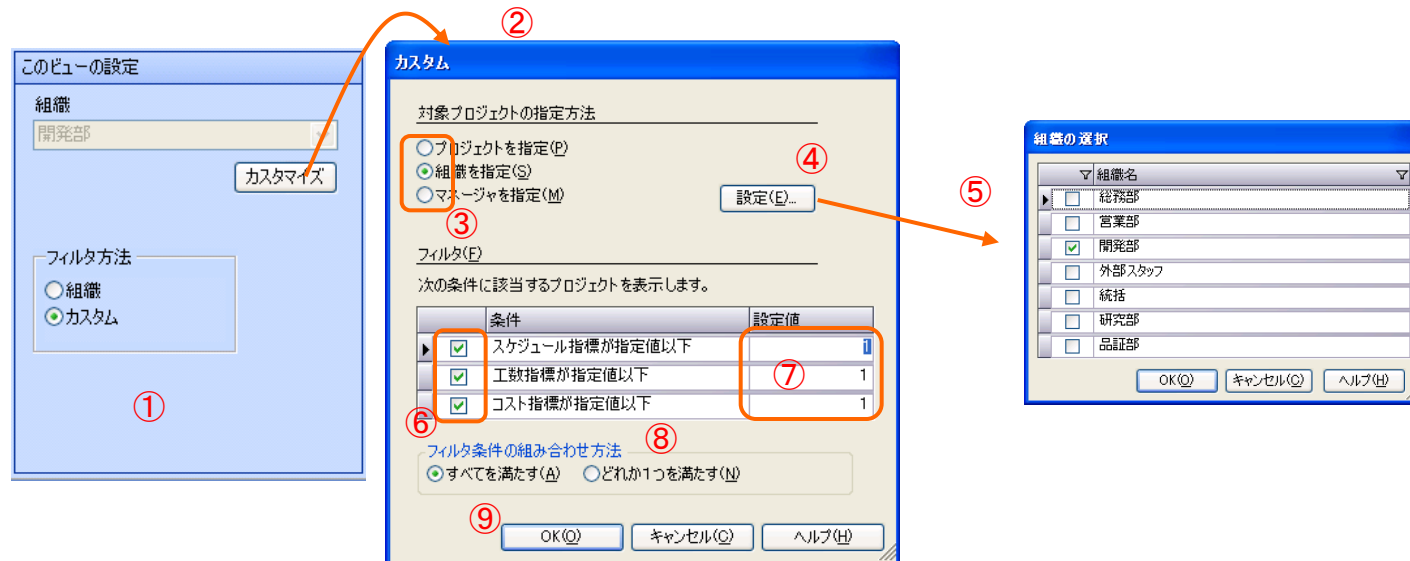 ①
このビューの設定
組織
開発部
カスタマイズ
フィルタ方法
組織
カスタム
②
カスタム
対象プロジェクトの指定方法
プロジェクトを指定(P)
組織を指定(S)
マネージャを指定(M)
③
④
設定(E)...
フィルタ(F)
次の条件に該当するプロジェクトを表示します。
条件 設定値
スケジュール指標が指定値以下 1
工数指標が指定値以下 1
コスト指標が指定値以下 1
⑥
⑦
⑧
フィルタ条件の組み合わせ方法
すべてを満たす(A) どれか1つを満たす(N)
⑨
OK(O) キャンセル(C) ヘルプ(H)
⑤
組織の選択
組織名
総務部
営業部
開発部
外部スタッフ
統括
研究部
品証部
OK(O) キャンセル(C) ヘルプ(H)